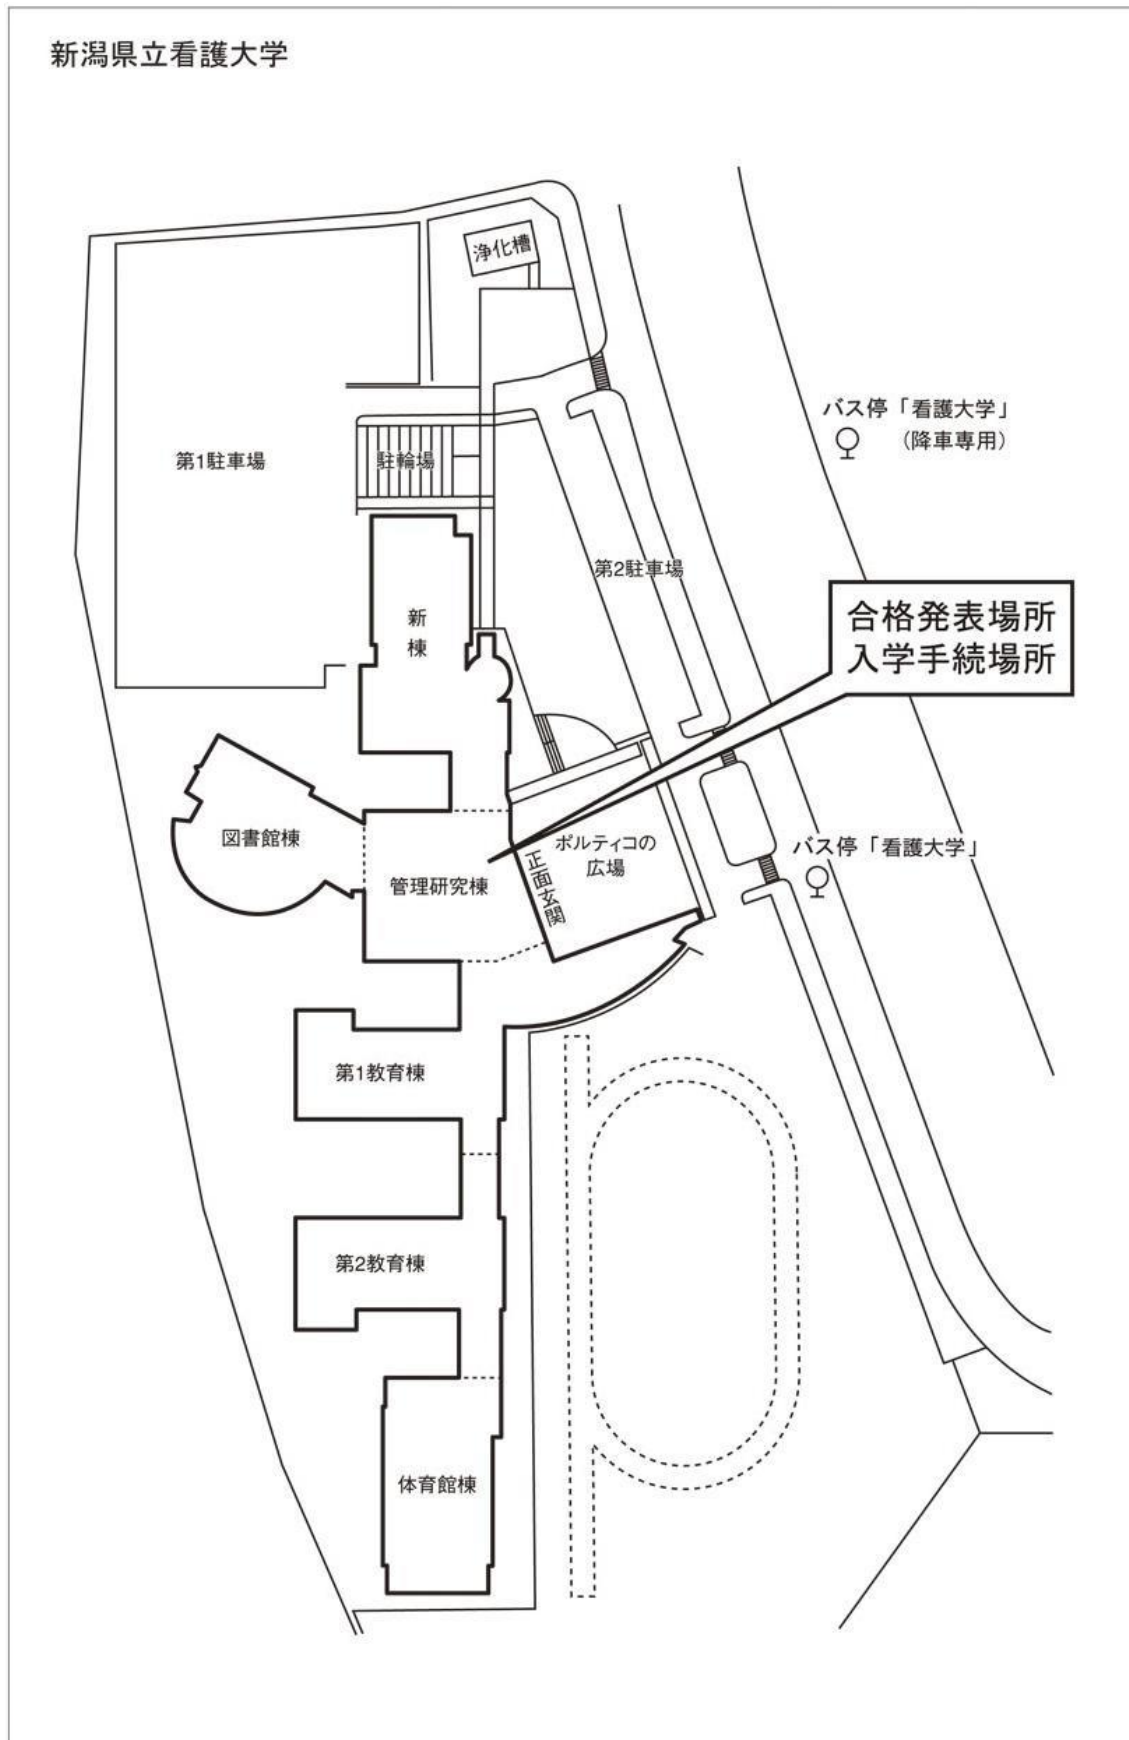 新潟県立看護大学
浄化槽
バス停「看護大学」
(降車専用)
第1駐車場
駐輪場
第2駐車場
合格発表場所
入学手続場所
新
棟
図書館棟
ポルティコの
広場
バス停「看護大学」
正面玄関
管理研究棟
第1教育棟
第2教育棟
体育館棟